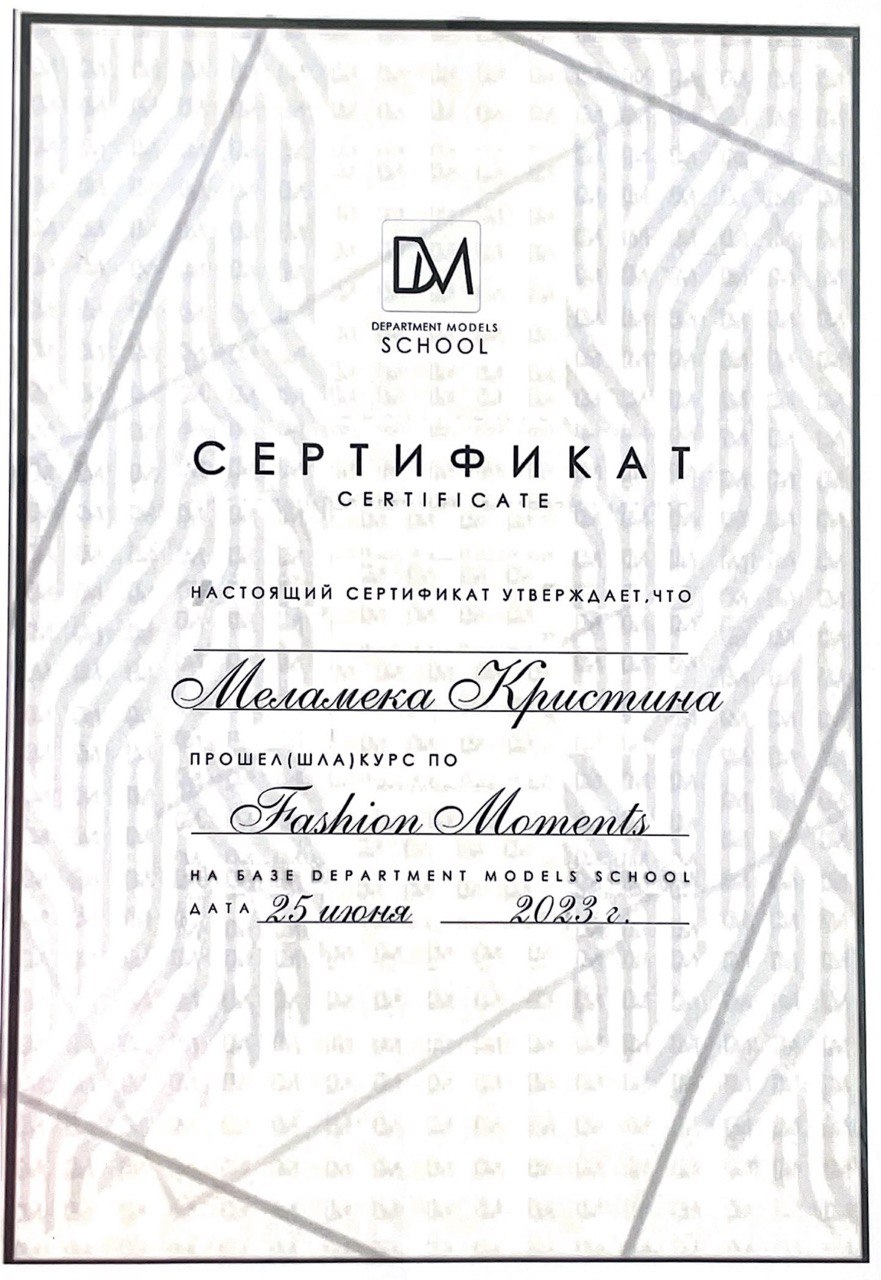 DM
DEPARTMENT MODELS
SCHOOL
СЕРТИФИКАТ
CERTIFICATE
НАСТОЯЩИЙ СЕРТИФИКАТ УТВЕРЖДАЕТ,ЧТО
Меламека Кристина
ПРОШЕЛ(ШЛА)КУРС ПО
Fashion Moments
НА БАЗЕ DEPARTMENT MODELS SCHOOL
ДАТА 25 июня 2023 г.